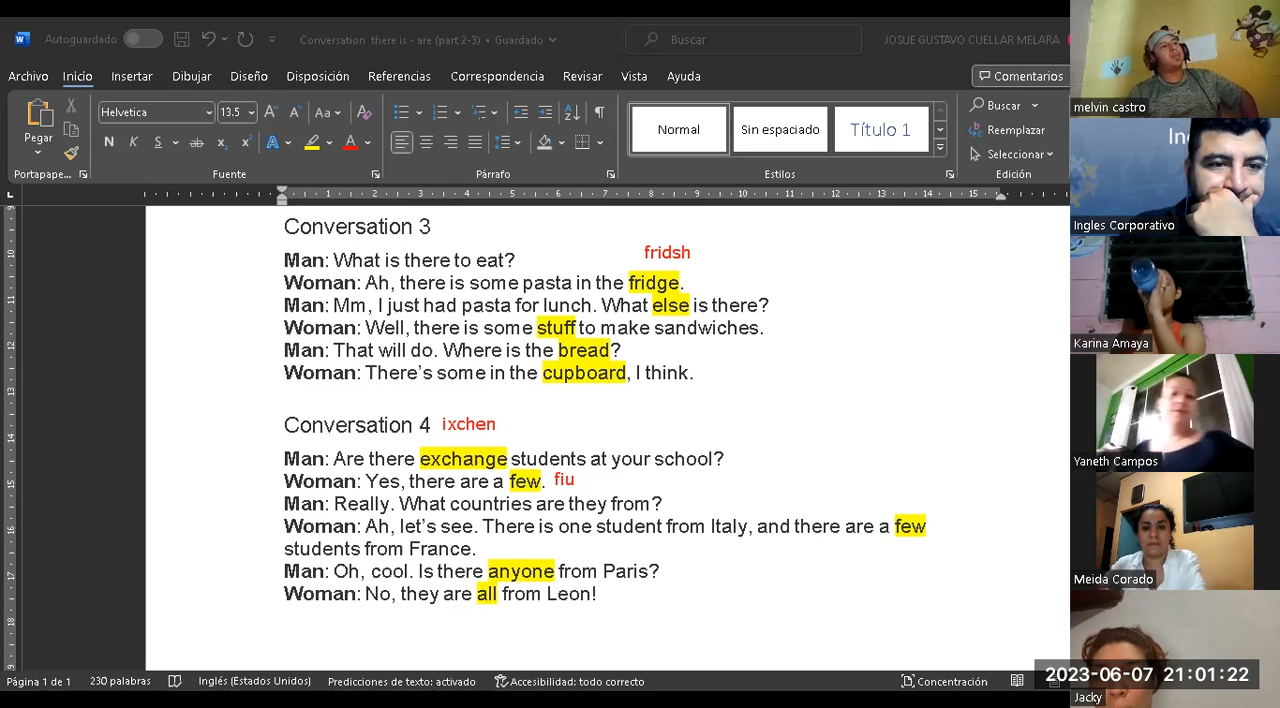 Autoguardado
Conversation there is - are (part 2-3) • Guardado
Buscar
JOSUE GUSTAVO CUELLAR MELARA
Archivo Inicio Insertar Dibujar Diseño Disposición Referencias Correspondencia Revisar Vista Ayuda
Comentarios
Pegar
Helvetica 13.5
Normal
Sin espaciado
Título 1
Buscar
Reemplazar
Seleccionar
Portapape...
Fuente
Párrafo
Estilos
Edición
Conversation 3
fridsh
Man: What is there to eat?
Woman: Ah, there is some pasta in the fridge.
Man: Mm, I just had pasta for lunch. What else is there?
Woman: Well, there is some stuff to make sandwiches.
Man: That will do. Where is the bread?
Woman: There's some in the cupboard, I think.
Conversation 4 ixchen
Man: Are there exchange students at your school?
Woman: Yes, there are a few. fiu
Man: Really. What countries are they from?
Woman: Ah, let's see. There is one student from Italy, and there are a few
students from France.
Man: Oh, cool. Is there anyone from Paris?
Woman: No, they are all from Leon!
Página 1 de 1
230 palabras
Inglés (Estados Unidos)
Predicciones de texto: activado
Accesibilidad: todo correcto
Concentración
melvin castro
Ingles Corporativo
Karina Amaya
Yaneth Campos
Meida Corado
2023-06-07 21:01:22
Jacky